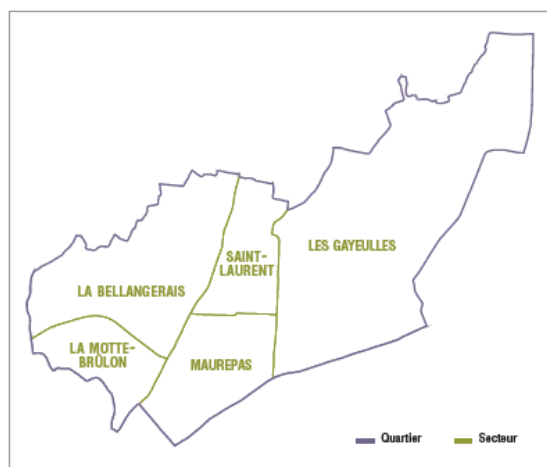 LES GAYEULLES
SAINT-
LAURENT
LA BELLANGERAIS
LA MOTTE-
BRÛLON
MAUREPAS
Quartier
Secteur